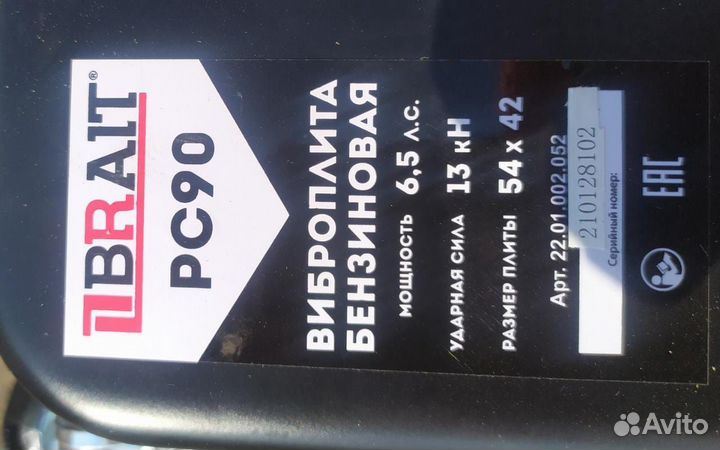 BRAIT®
PC90
ВИБРОПЛИТА
БЕНЗИНОВАЯ
МОЩНОСТЬ 6,5 Л.С.
УДАРНАЯ СИЛА 13 кН
РАЗМЕР ПЛИТЫ 54 х 42
Арт. 22.01.002.052
210128102
Серийный номер:
EAC
Avito